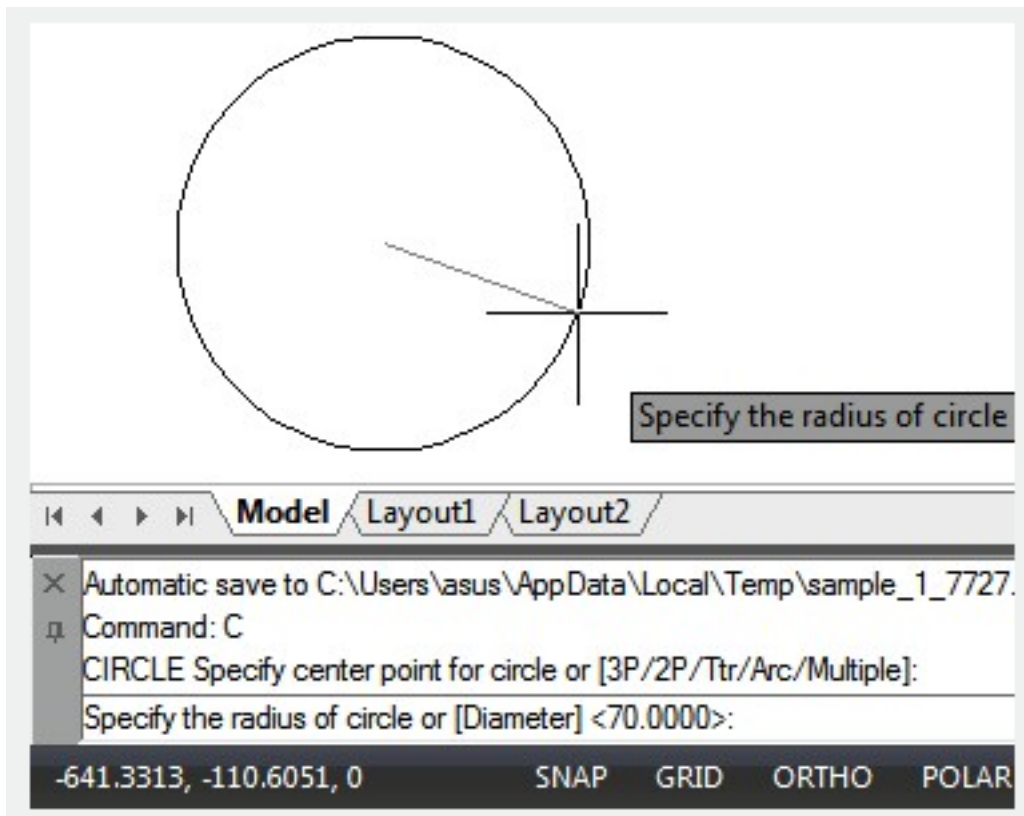 Specify the radius of circle
Model Layout1 Layout2
Automatic save to C:\Users\asus\AppData\Local\Temp\sample_1_7727.
Command: C
CIRCLE Specify center point for circle or [3P/2P/Ttr/Arc/Multiple]:
Specify the radius of circle or [Diameter] <70.0000>:
-641.3313, -110.6051, 0 SNAP GRID ORTHO POLAR